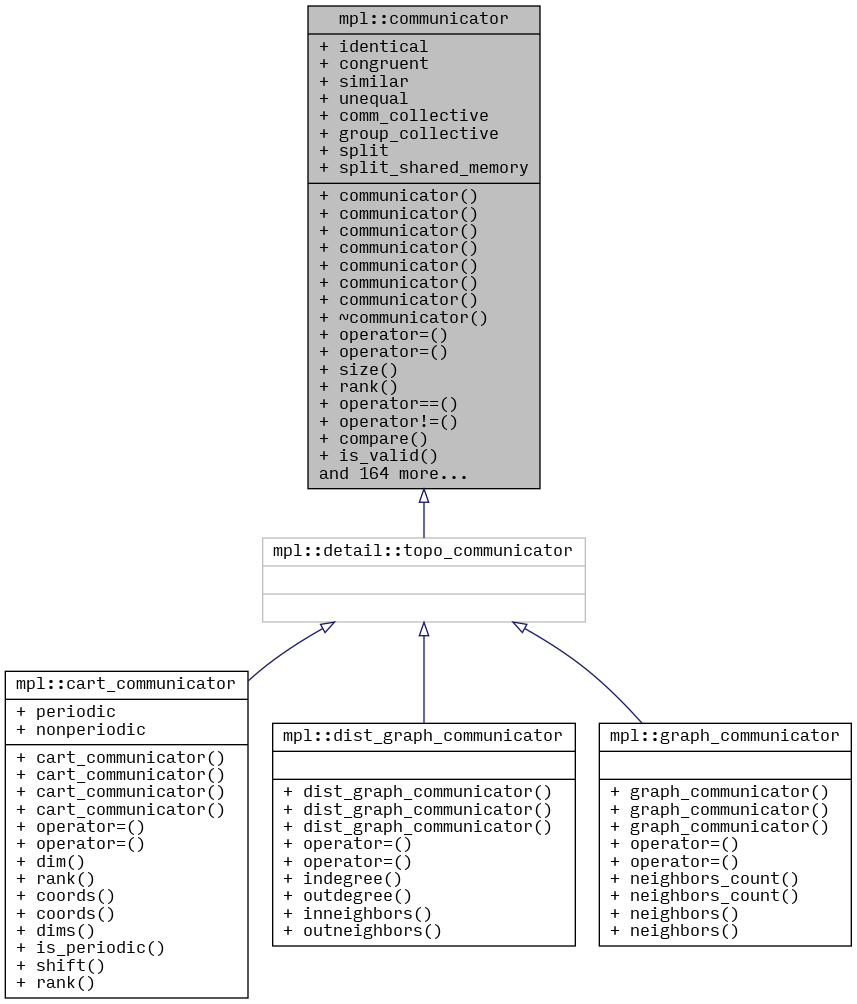 mpl::communicator
+ identical
+ congruent
+ similar
+ unequal
+ comm_collective
+ group_collective
+ split
+ split_shared_memory
+ communicator()
+ communicator()
+ communicator()
+ communicator()
+ communicator()
+ communicator()
+ communicator()
+ ~communicator()
+ operator=()
+ operator=()
+ size()
+ rank()
+ operator==()
+ operator!=()
+ compare()
+ is_valid()
and 164 more...
mpl::detail::topo_communicator
mpl::cart_communicator
+ periodic
+ nonperiodic
+ cart_communicator()
+ cart_communicator()
+ cart_communicator()
+ cart_communicator()
+ operator=()
+ operator=()
+ dim()
+ rank()
+ coords()
+ coords()
+ dims()
+ is_periodic()
+ shift()
+ rank()
mpl::dist_graph_communicator
+ dist_graph_communicator()
+ dist_graph_communicator()
+ dist_graph_communicator()
+ operator=()
+ operator=()
+ indegree()
+ outdegree()
+ inneighbors()
+ outneighbors()
mpl::graph_communicator
+ graph_communicator()
+ graph_communicator()
+ graph_communicator()
+ operator=()
+ operator=()
+ neighbors_count()
+ neighbors_count()
+ neighbors()
+ neighbors()